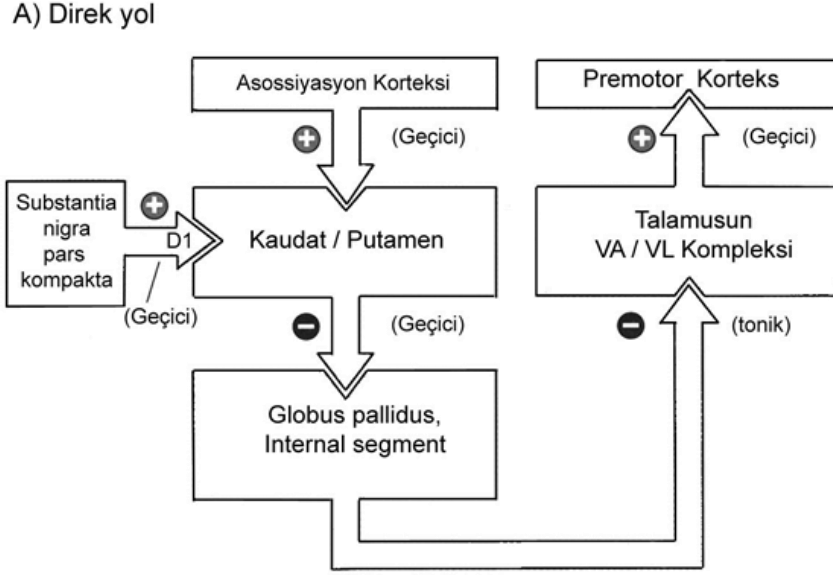 A) Direk yol
Asossiyasyon Korteksi
Premotor Korteks
+
(Geçici)
+
(Geçici)
Substantia
nigra
pars
kompakta
+
D1
(Geçici)
Kaudat / Putamen
Talamusun
VA / VL Kompleksi
−
(Geçici)
−
(tonik)
Globus pallidus,
Internal segment